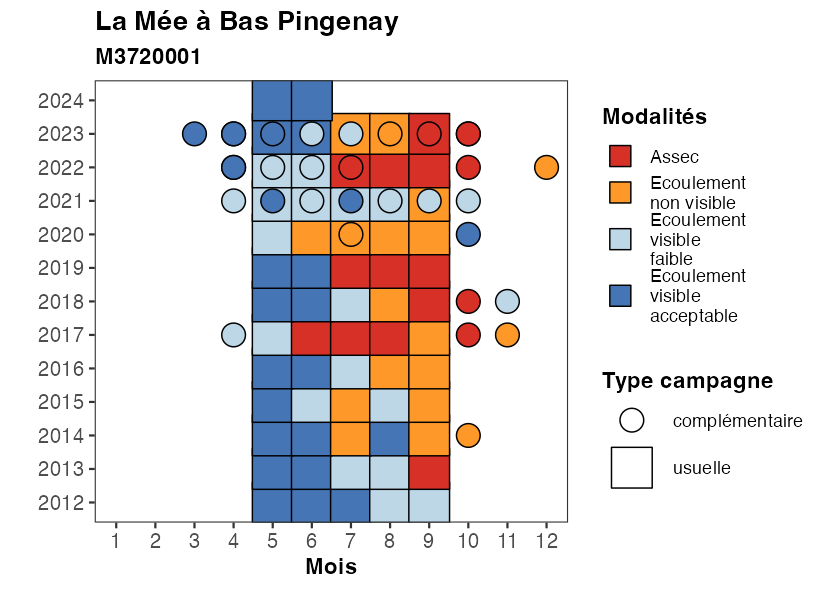 La Mée à Bas Pingenay
M3720001
2024
2023
2022
2021
2020
2019
2018
2017
2016
2015
2014
2013
2012
1 2 3 4 5 6 7 8 9 10 11 12
Mois
Modalités
Assec
Ecoulement
non visible
Ecoulement
visible
faible
Ecoulement
visible
acceptable
Type campagne
complémentaire
usuelle